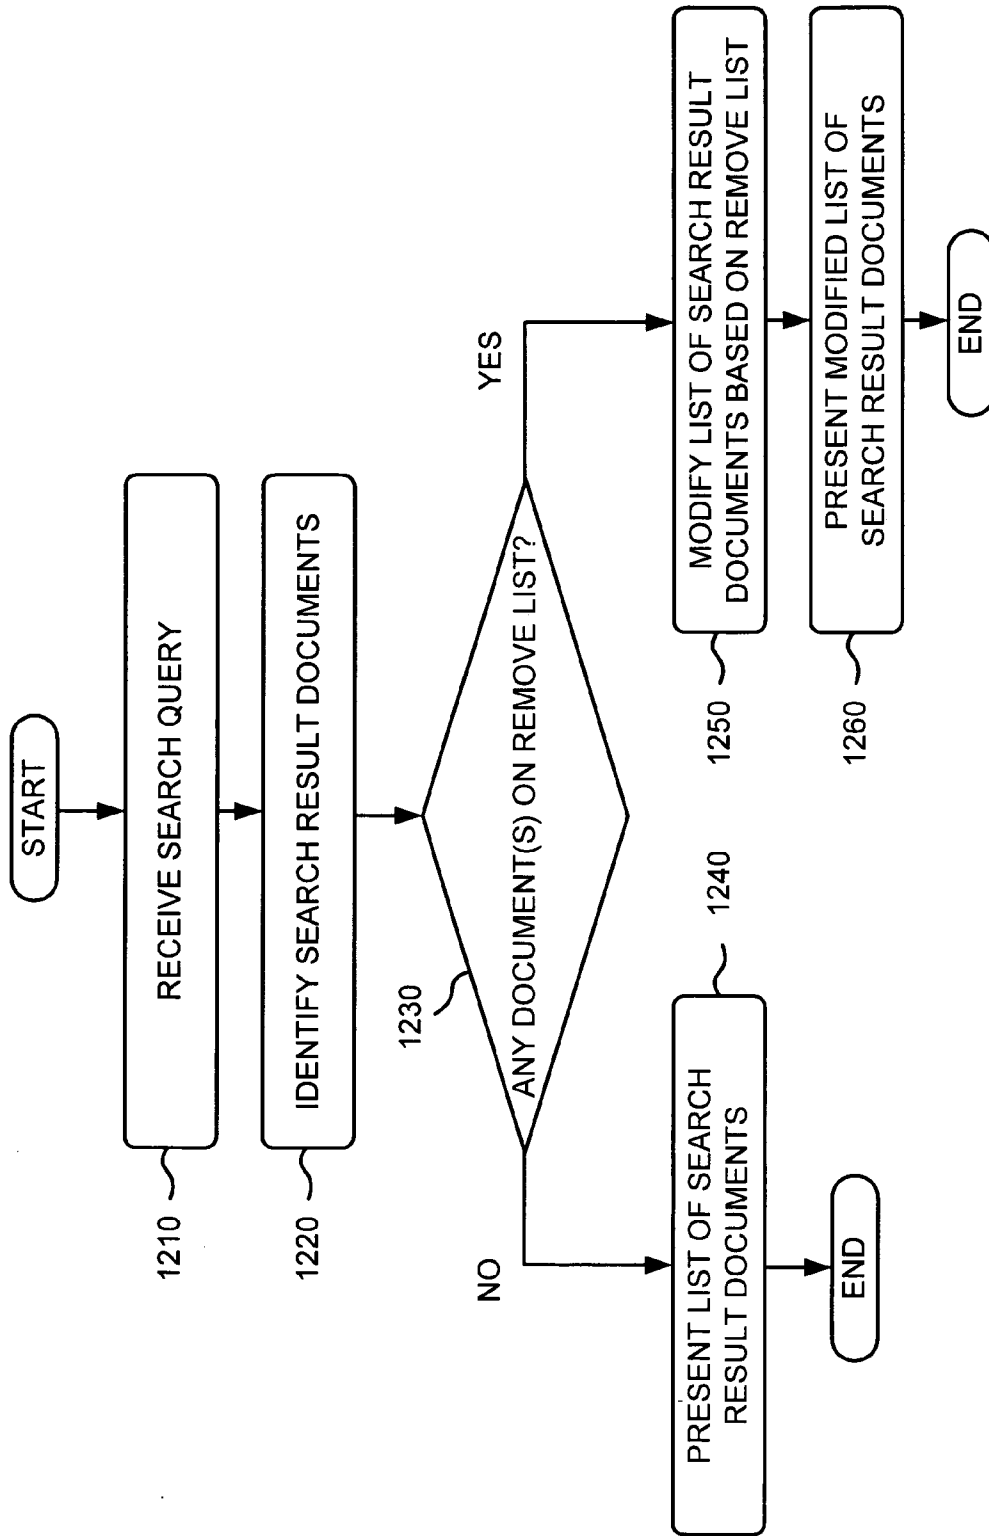 START
RECEIVE SEARCH QUERY
1210
IDENTIFY SEARCH RESULT DOCUMENTS
1220
ANY DOCUMENT(S) ON REMOVE LIST?
1230
NO
YES
PRESENT LIST OF SEARCH
RESULT DOCUMENTS
1240
END
MODIFY LIST OF SEARCH RESULT
DOCUMENTS BASED ON REMOVE LIST
1250
PRESENT MODIFIED LIST OF
SEARCH RESULT DOCUMENTS
1260
END